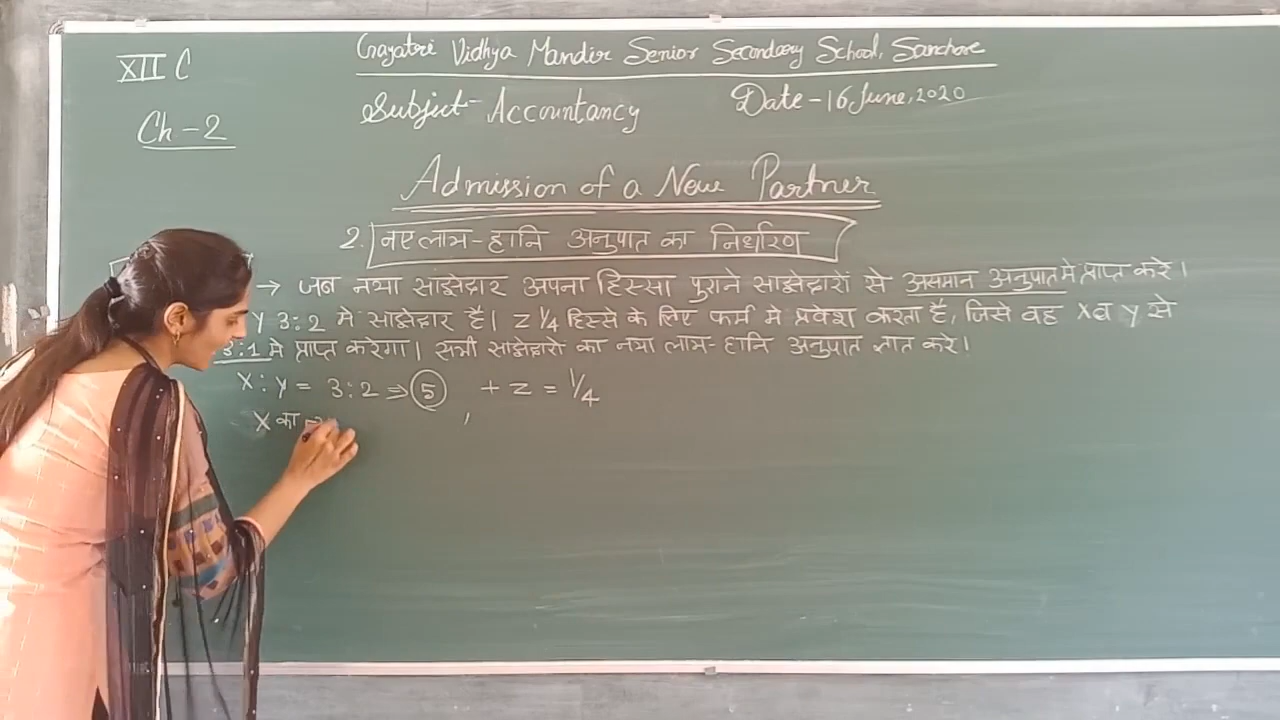 XII C
Gayatri Vidhya Mandir Senior Secondary School, Sanchore
Subject- Accountancy
Date-16 June, 2020
Ch-2
Admission of a New Partner
2. नए लाभ-हानि अनुपात का निर्धारण
→ जब नया साझेदार अपना हिस्सा पुराने साझेदारों से असमान अनुपात मे प्राप्त करे।
Y 3:2 मे साझेदार है। Z 1/4 हिस्से के लिए फर्म मे प्रवेश करता है, जिसे वह X व Y से
3:1 मे प्राप्त करेगा। सभी साझेदारो का नया लाभ-हानि अनुपात ज्ञात करे।
X:Y = 3:2 ⇒ 5 + Z = 1/4
X का